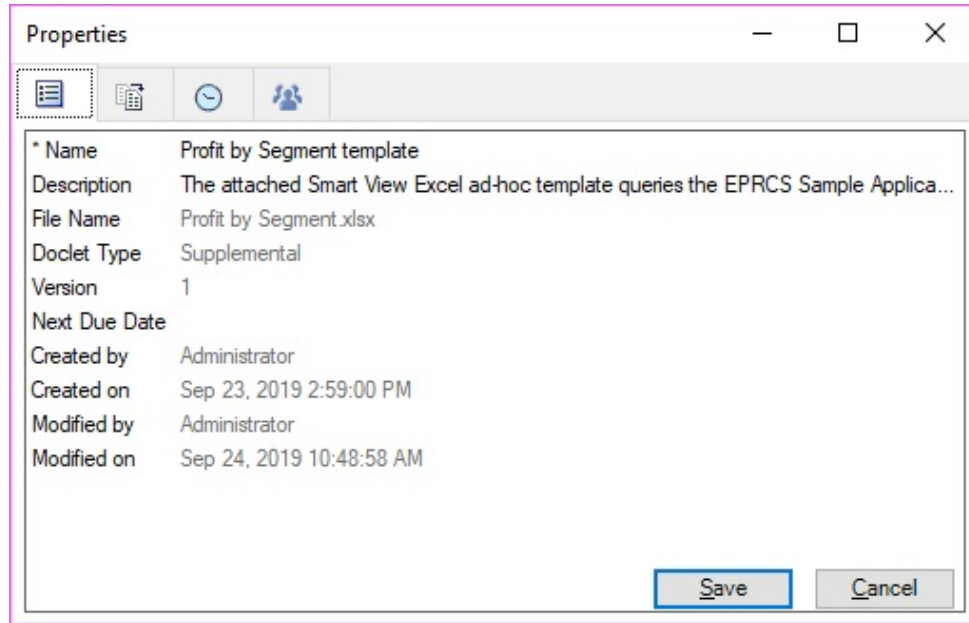 Properties
* Name Profit by Segment template
Description The attached Smart View Excel ad-hoc template queries the EPRCS Sample Applica...
File Name Profit by Segment.xlsx
Doclet Type Supplemental
Version 1
Next Due Date
Created by Administrator
Created on Sep 23, 2019 2:59:00 PM
Modified by Administrator
Modified on Sep 24, 2019 10:48:58 AM
Save Cancel